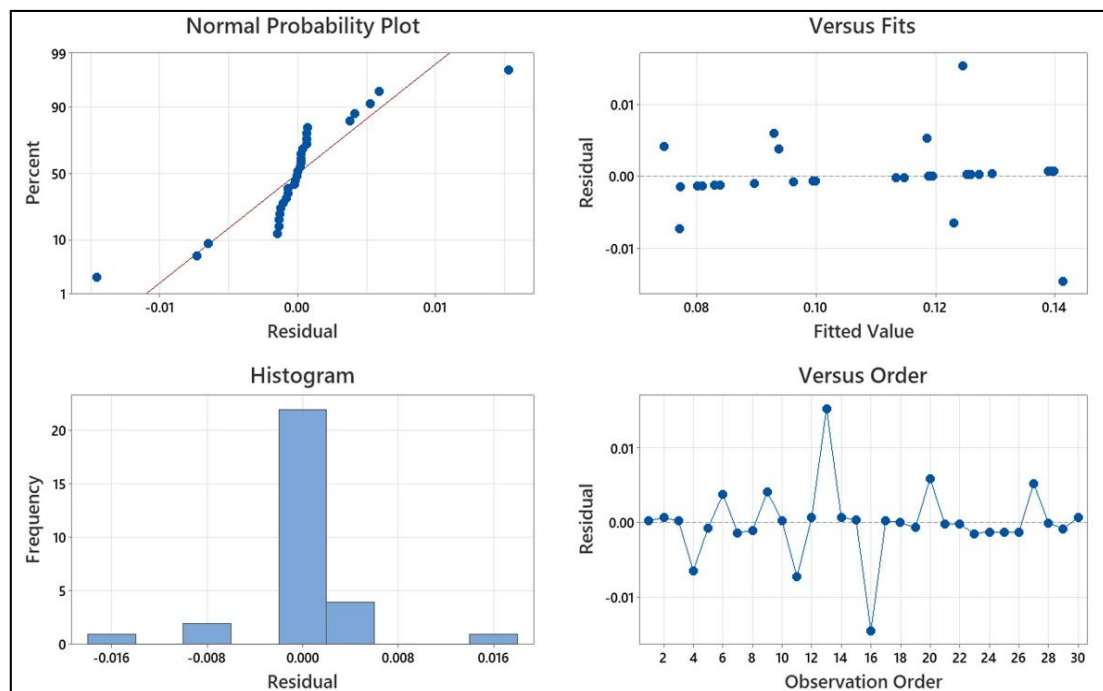 Normal Probability Plot
99
90
50
10
1
Percent
-0.01
0.00
0.01
Residual
Versus Fits
0.01
0.00
-0.01
Residual
0.08
0.10
0.12
0.14
Fitted Value
Histogram
20
15
10
5
0
Frequency
-0.016
-0.008
0.000
0.008
0.016
Residual
Versus Order
0.01
0.00
-0.01
Residual
2 4 6 8 10 12 14 16 18 20 22 24 26 28 30
Observation Order